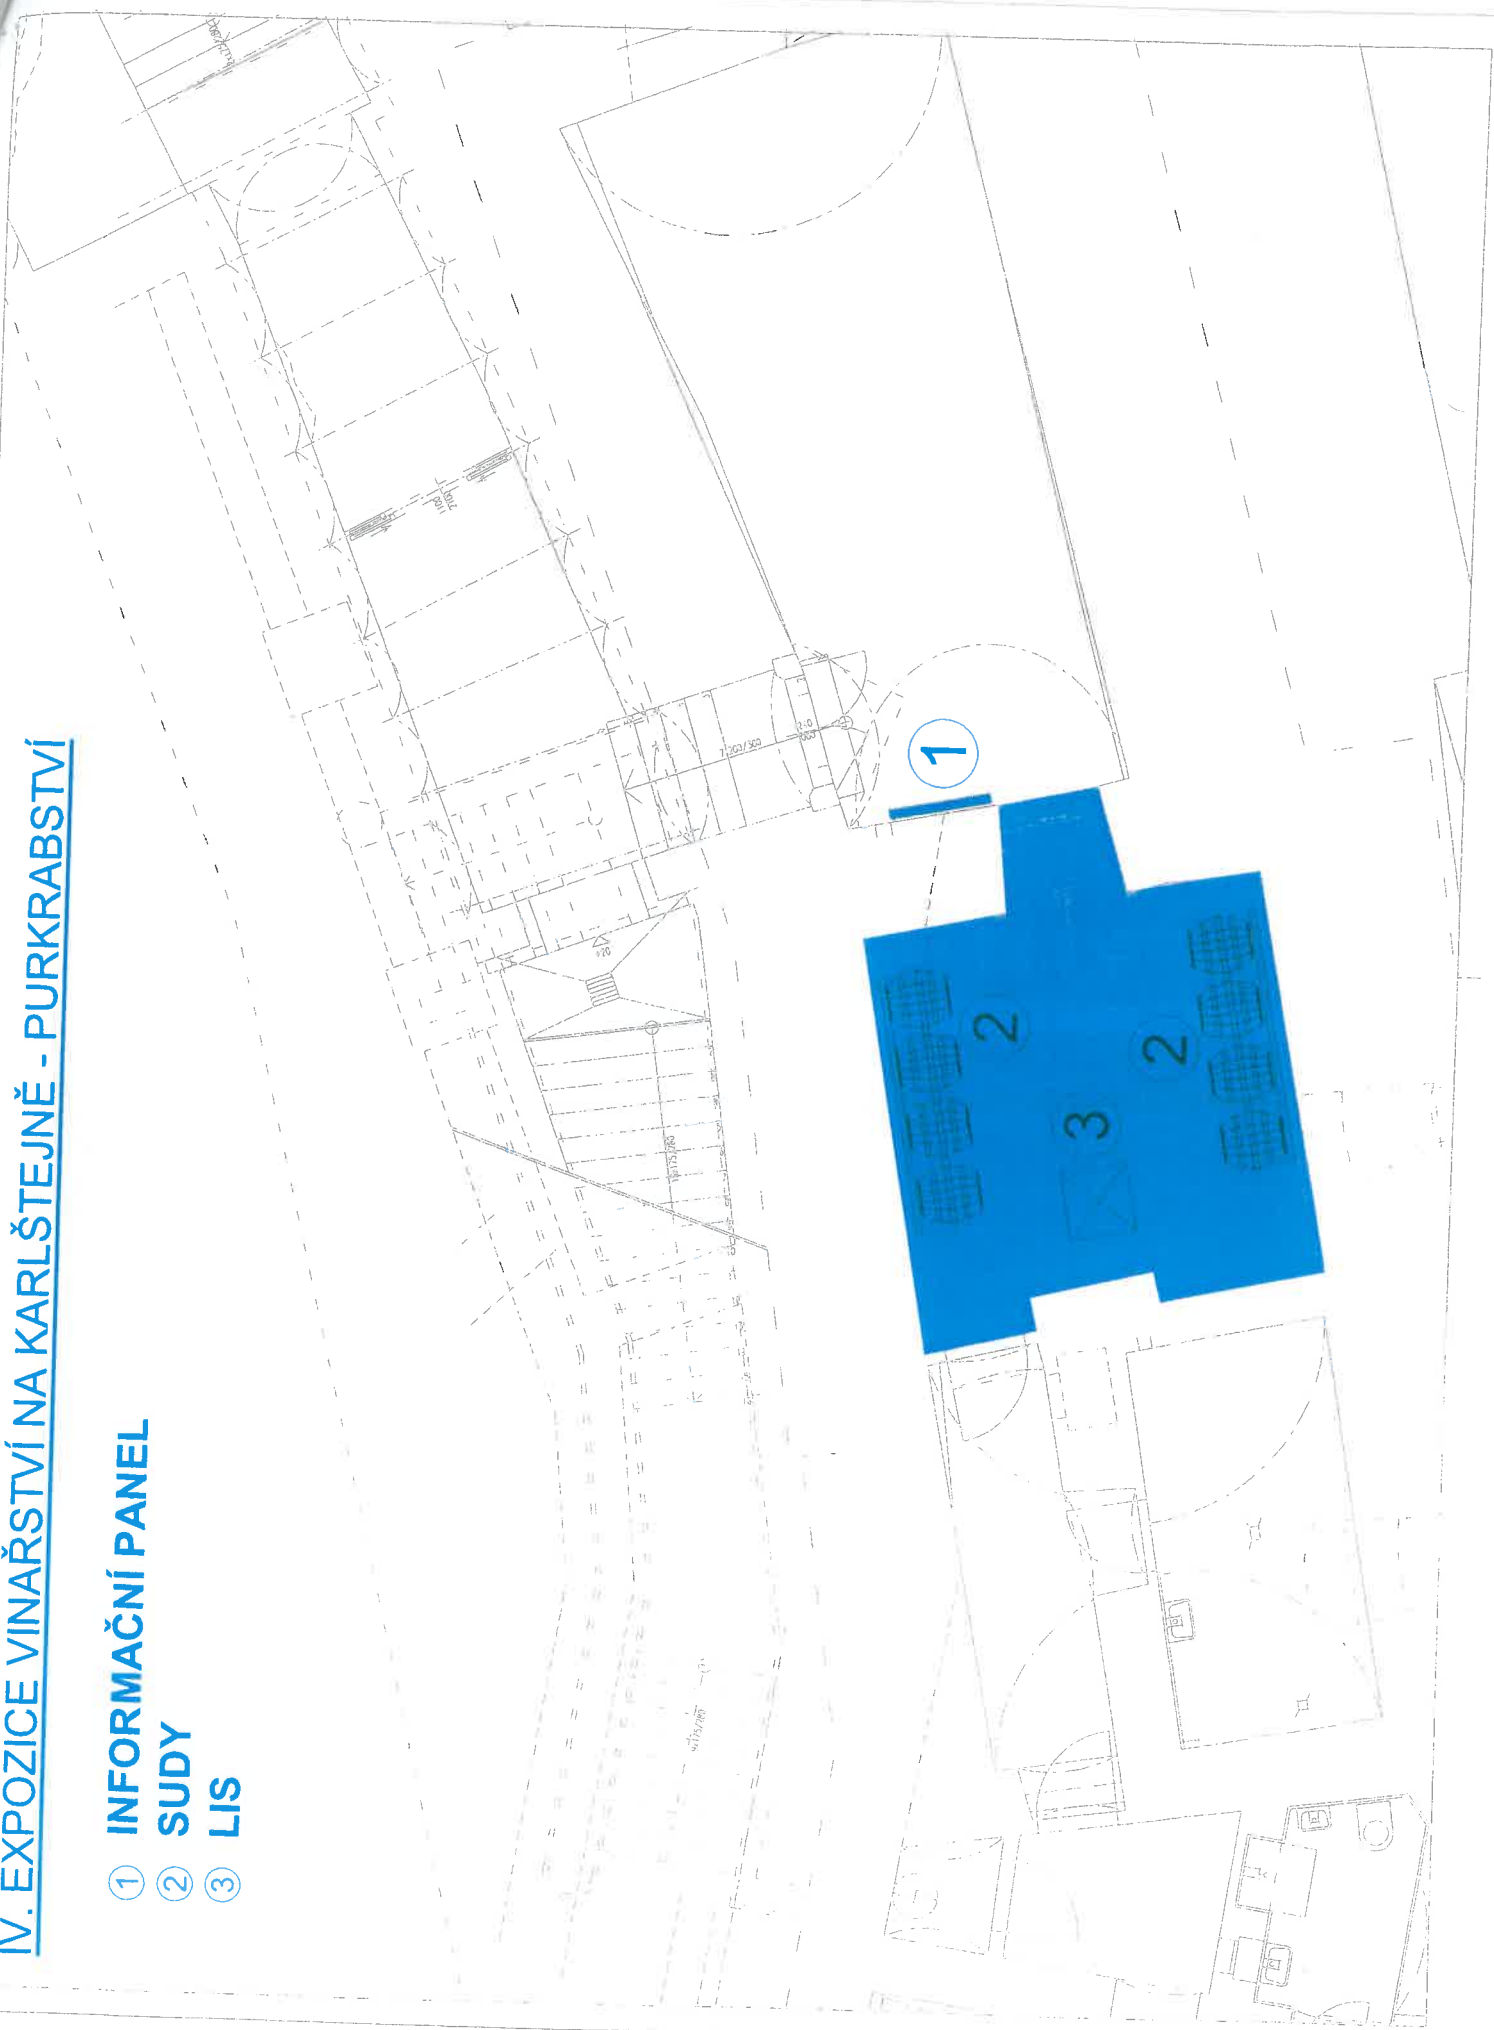 IV. EXPOZICE VINAŘSTVÍ NA KARLŠTEJNĚ - PURKRABSTVÍ
1 INFORMAČNÍ PANEL
2 SUDY
3 LIS
1
2
2
3